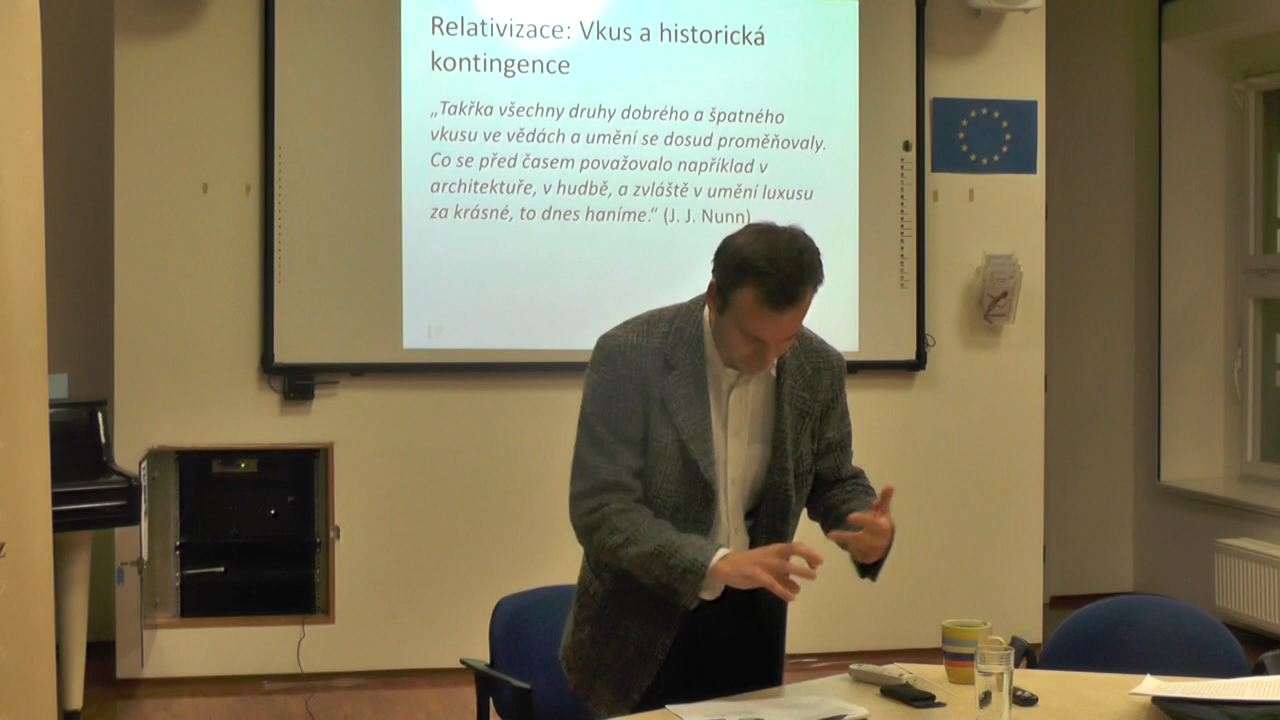 Relativizace: Vkus a historická
kontingence
„Takřka všechny druhy dobrého a špatného
vkusu ve vědách a umění se dosud proměňovaly.
Co se před časem považovalo například v
architektuře, v hudbě, a zvláště v umění luxusu
za krásné, to dnes haníme.“ (J. J. Nunn)